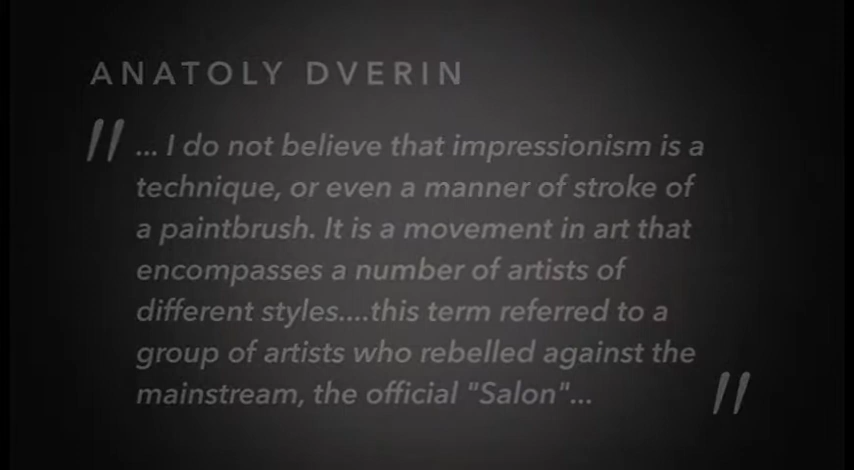 ANATOLY DVERIN
" ... I do not believe that impressionism is a
technique, or even a manner of stroke of
a paintbrush. It is a movement in art that
encompasses a number of artists of
different styles....this term referred to a
group of artists who rebelled against the
mainstream, the official "Salon"... "